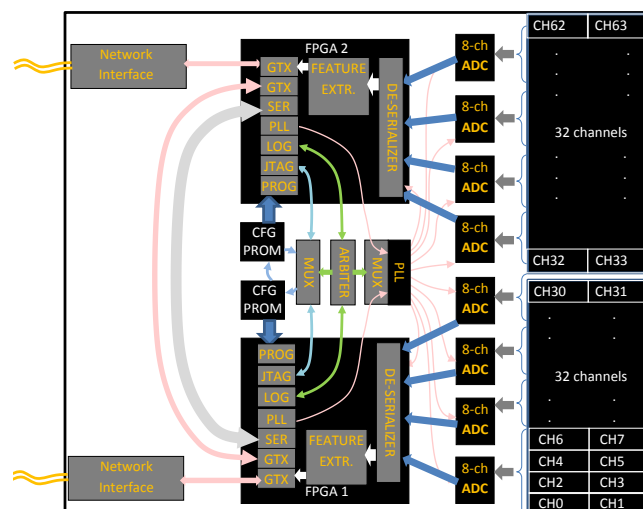 FPGA 2
Network
Interface
GTX
GTX
SER
PLL
LOG
JTAG
PROG
FEATURE
EXTR.
DE-SERIALIZER
8-ch
ADC
8-ch
ADC
8-ch
ADC
8-ch
ADC
CH62
CH63
32 channels
CH32
CH33
CFG
PROM
CFG
PROM
MUX
ARBITER
MUX
PLL
8-ch
ADC
8-ch
ADC
8-ch
ADC
8-ch
ADC
CH30
CH31
32 channels
CH6
CH7
CH4
CH5
CH2
CH3
CH0
CH1
PROG
JTAG
LOG
PLL
SER
GTX
GTX
FEATURE
EXTR.
DE-SERIALIZER
FPGA 1
Network
Interface